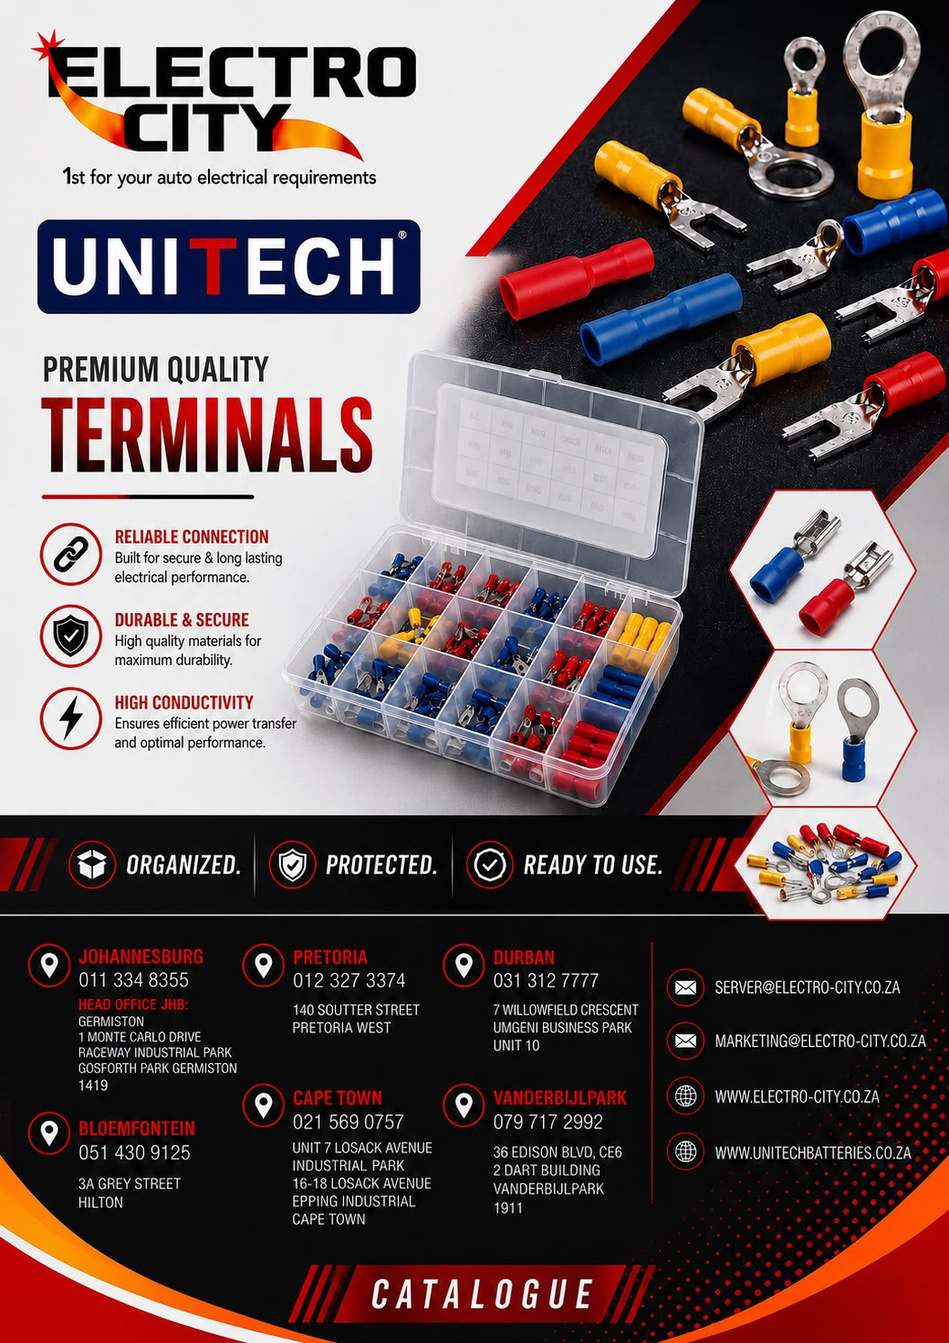 ELECTRO
CITY
1st for your auto electrical requirements
UNITECH®
PREMIUM QUALITY
TERMINALS
RELIABLE CONNECTION
Built for secure & long lasting
electrical performance.
DURABLE & SECURE
High quality materials for
maximum durability.
HIGH CONDUCTIVITY
Ensures efficient power transfer
and optimal performance.
ORGANIZED.
PROTECTED.
READY TO USE.
JOHANNESBURG
011 334 8355
HEAD OFFICE JHB:
GERMISTON
1 MONTE CARLO DRIVE
RACEWAY INDUSTRIAL PARK
GOSFORTH PARK GERMISTON
1419
PRETORIA
012 327 3374
140 SOUTTER STREET
PRETORIA WEST
DURBAN
031 312 7777
7 WILLOWFIELD CRESCENT
UMGENI BUSINESS PARK
UNIT 10
BLOEMFONTEIN
051 430 9125
3A GREY STREET
HILTON
CAPE TOWN
021 569 0757
UNIT 7 LOSACK AVENUE
INDUSTRIAL PARK
16-18 LOSACK AVENUE
EPPING INDUSTRIAL
CAPE TOWN
VANDERBIJLPARK
079 717 2992
36 EDISON BLVD, CE6
2 DART BUILDING
VANDERBIJLPARK
1911
SERVER@ELECTRO-CITY.CO.ZA
MARKETING@ELECTRO-CITY.CO.ZA
WWW.ELECTRO-CITY.CO.ZA
WWW.UNITECHBATTERIES.CO.ZA
CATALOGUE